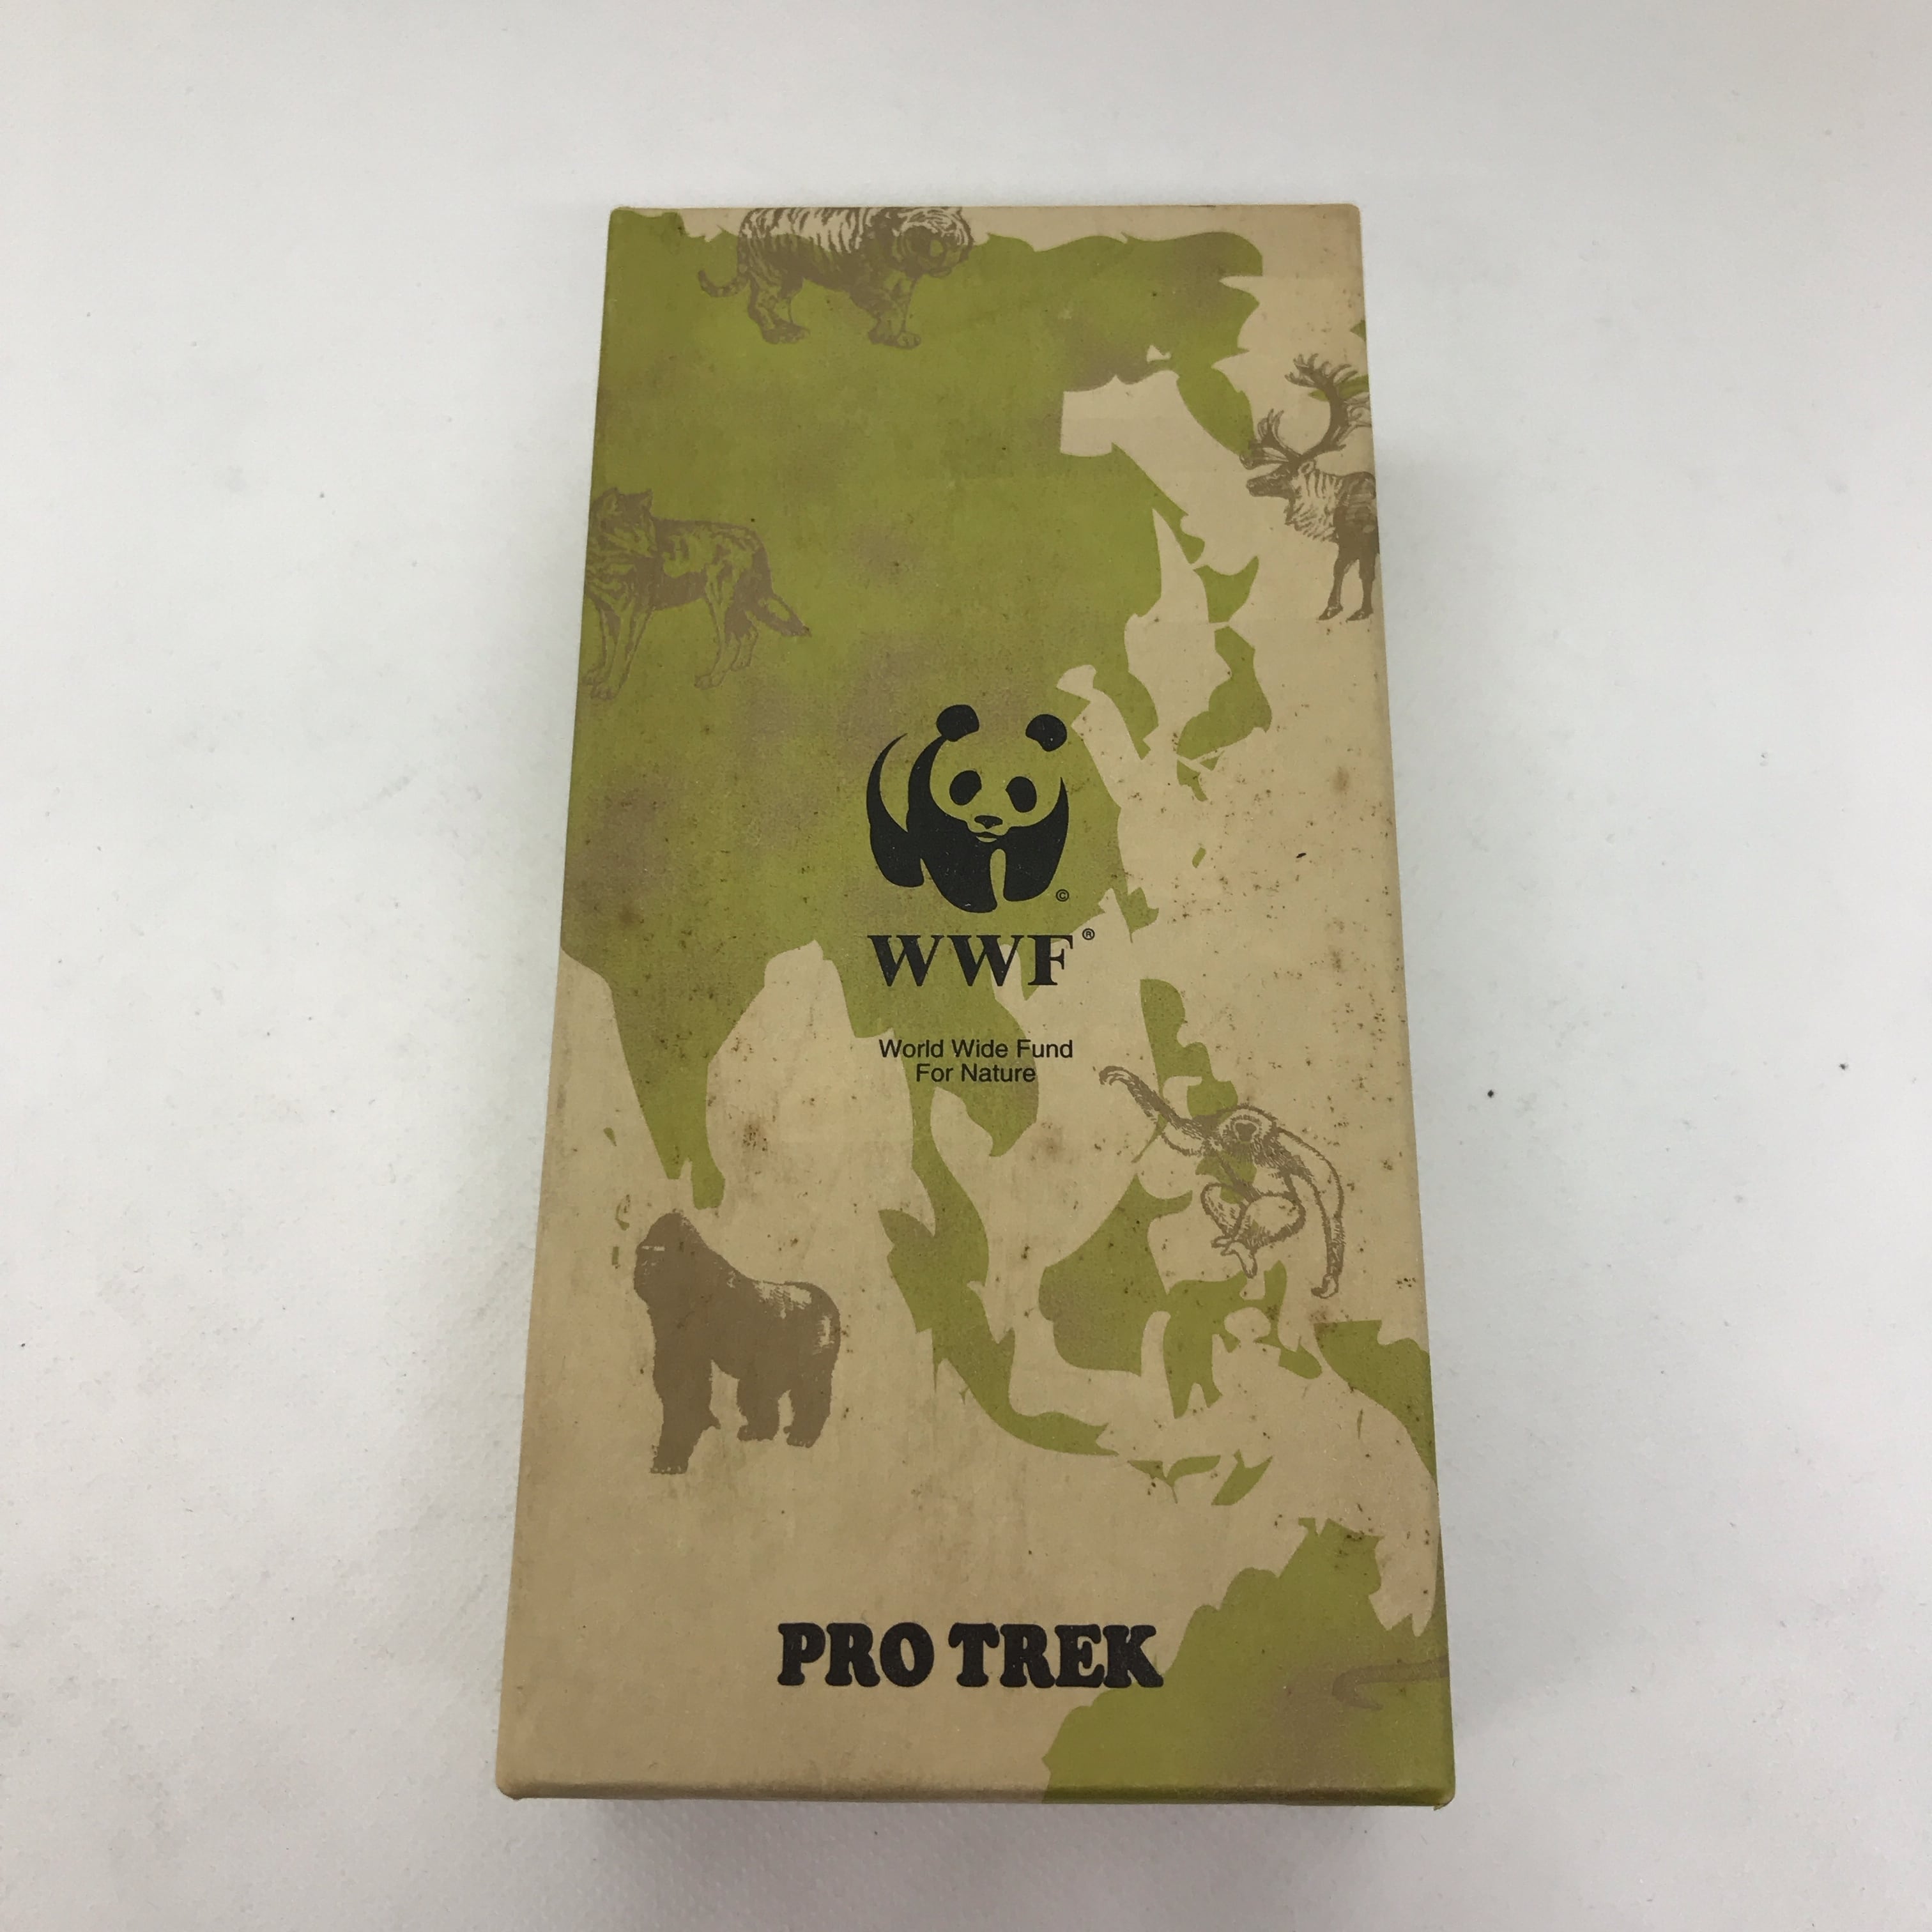 ©
WWF®
World Wide Fund
For Nature
PRO TREK